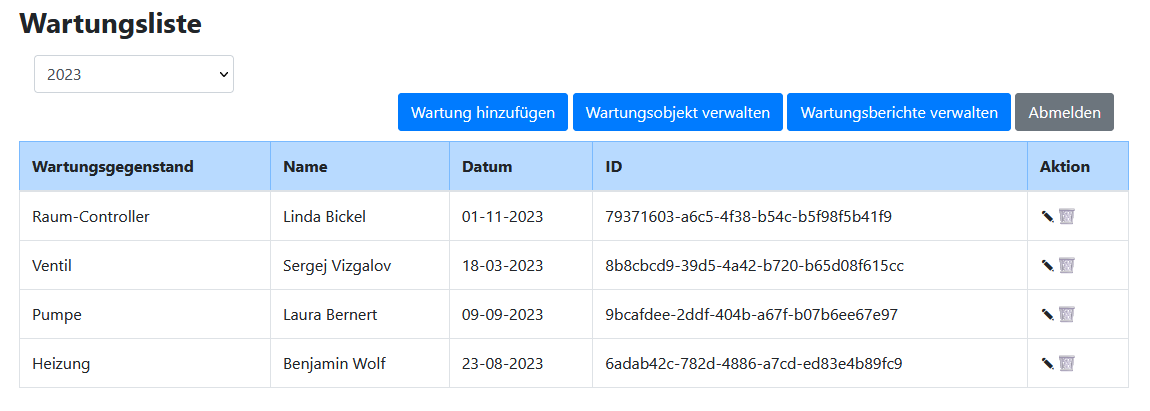 Wartungsliste
2023
Wartung hinzufügen Wartungsobjekt verwalten Wartungsberichte verwalten Abmelden
Wartungsgegenstand Name Datum ID Aktion
Raum-Controller Linda Bickel 01-11-2023 79371603-a6c5-4f38-b54c-b5f98f5b41f9
Ventil Sergej Vizgalov 18-03-2023 8b8cbcd9-39d5-4a42-b720-b65d08f615cc
Pumpe Laura Bernert 09-09-2023 9bcafdee-2ddf-404b-a67f-b07b6ee67e97
Heizung Benjamin Wolf 23-08-2023 6adab42c-782d-4886-a7cd-ed83e4b89fc9